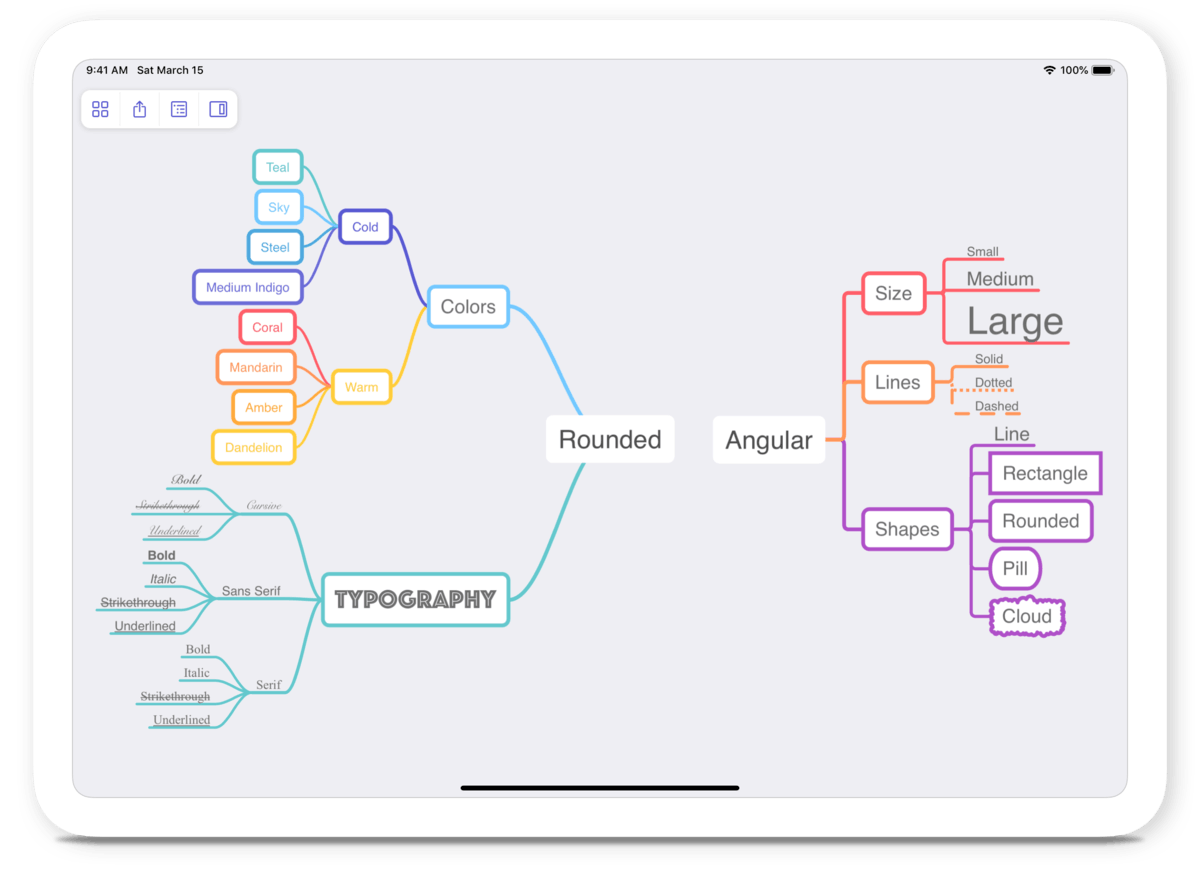 9:41 AM Sat March 15
100%
Teal
Sky
Steel
Medium Indigo
Cold
Coral
Mandarin
Amber
Dandelion
Warm
Colors
Bold
Strikethrough
Underlined
Cursive
Bold
Italic
Strikethrough
Underlined
Sans Serif
Bold
Italic
Strikethrough
Underlined
Serif
TYPOGRAPHY
Rounded
Angular
Size
Small
Medium
Large
Lines
Solid
Dotted
Dashed
Shapes
Line
Rectangle
Rounded
Pill
Cloud